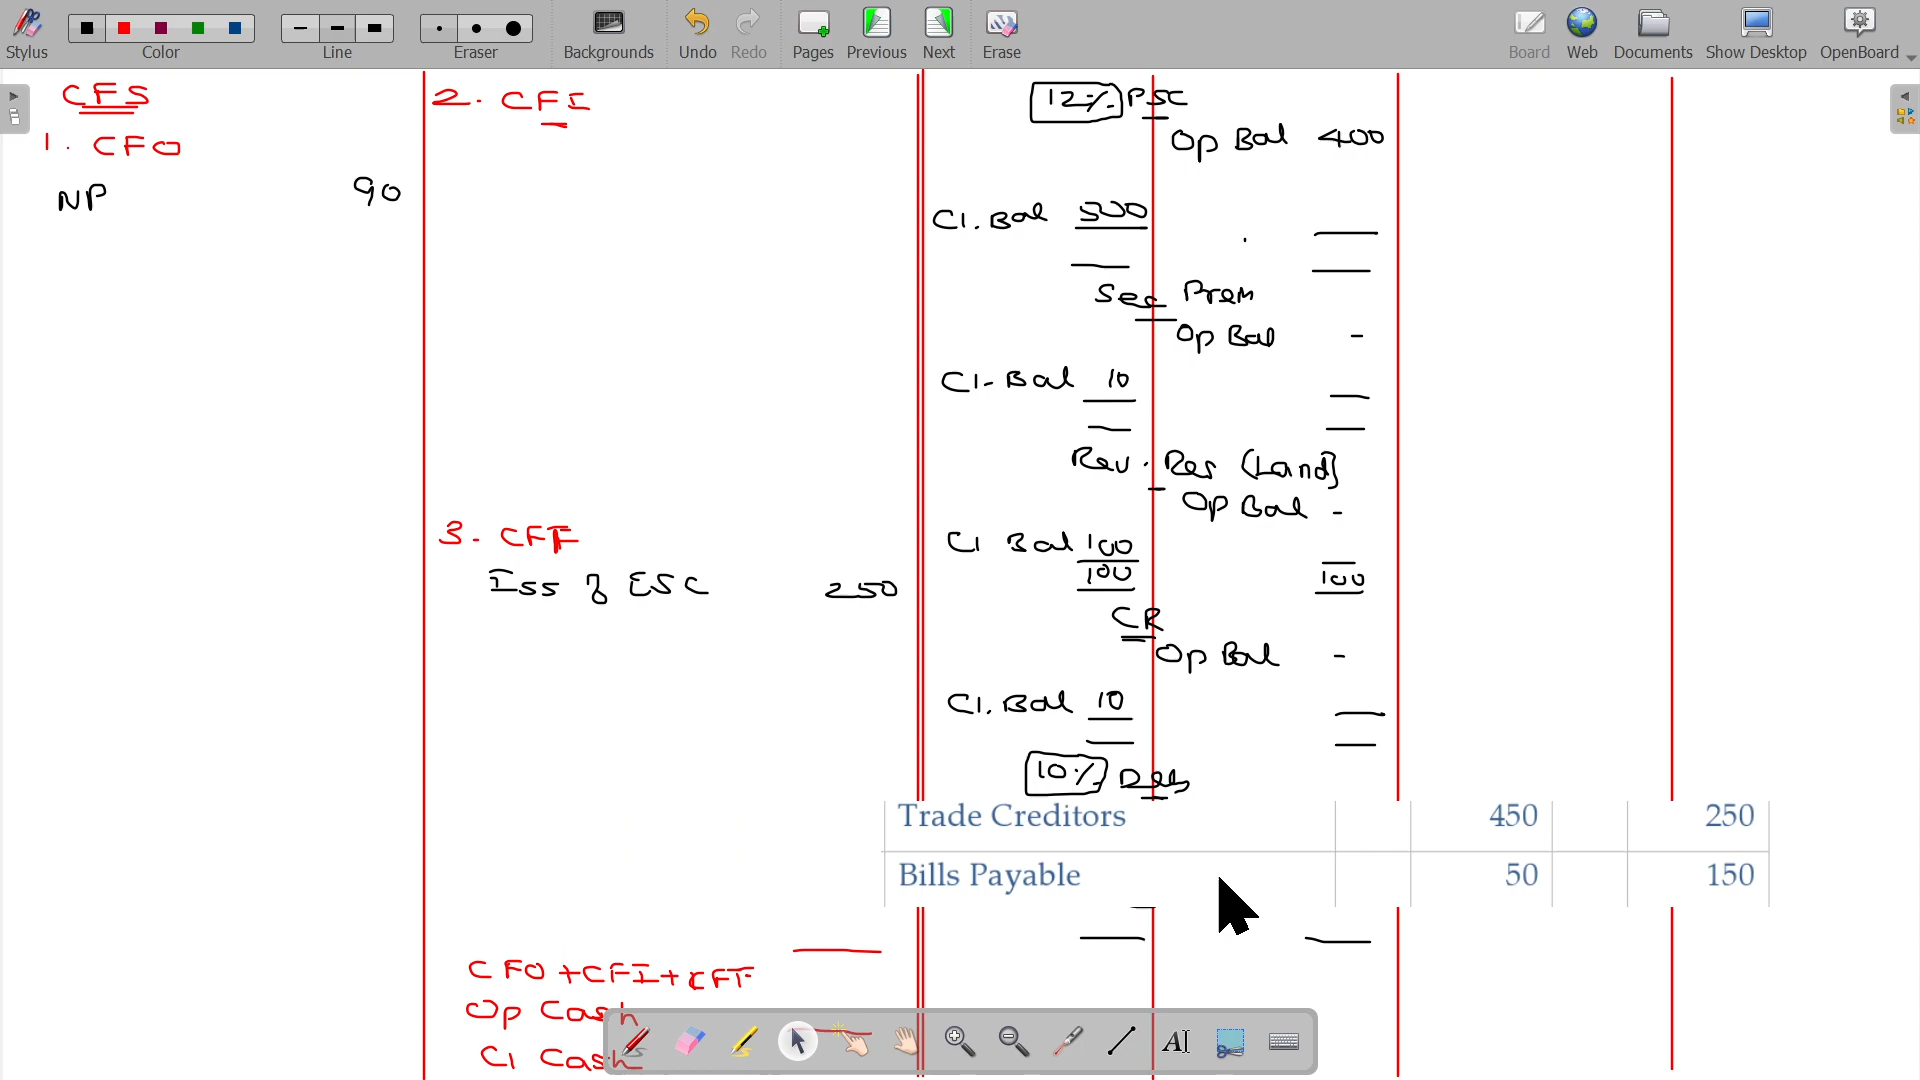 Stylus Color Line Eraser Backgrounds Undo Redo Pages Previous Next Erase Board Web Documents Show Desktop OpenBoard
CFS
1. CFO
NP 90
2. CFI
3. CFF
Iss of ESC 250
CFO + CFI + CFF
Op Cash
Cl Cash
12% PSC
Op Bal 400
Cl. Bal 500
Sec Prem
Op Bal -
Cl- Bal 10
Rev. Res (Land)
Op Bal -
Cl Bal 100
100 100
CR
Op Bal -
Cl. Bal 10
10% Deb
Trade Creditors 450 250
Bills Payable 50 150
AI